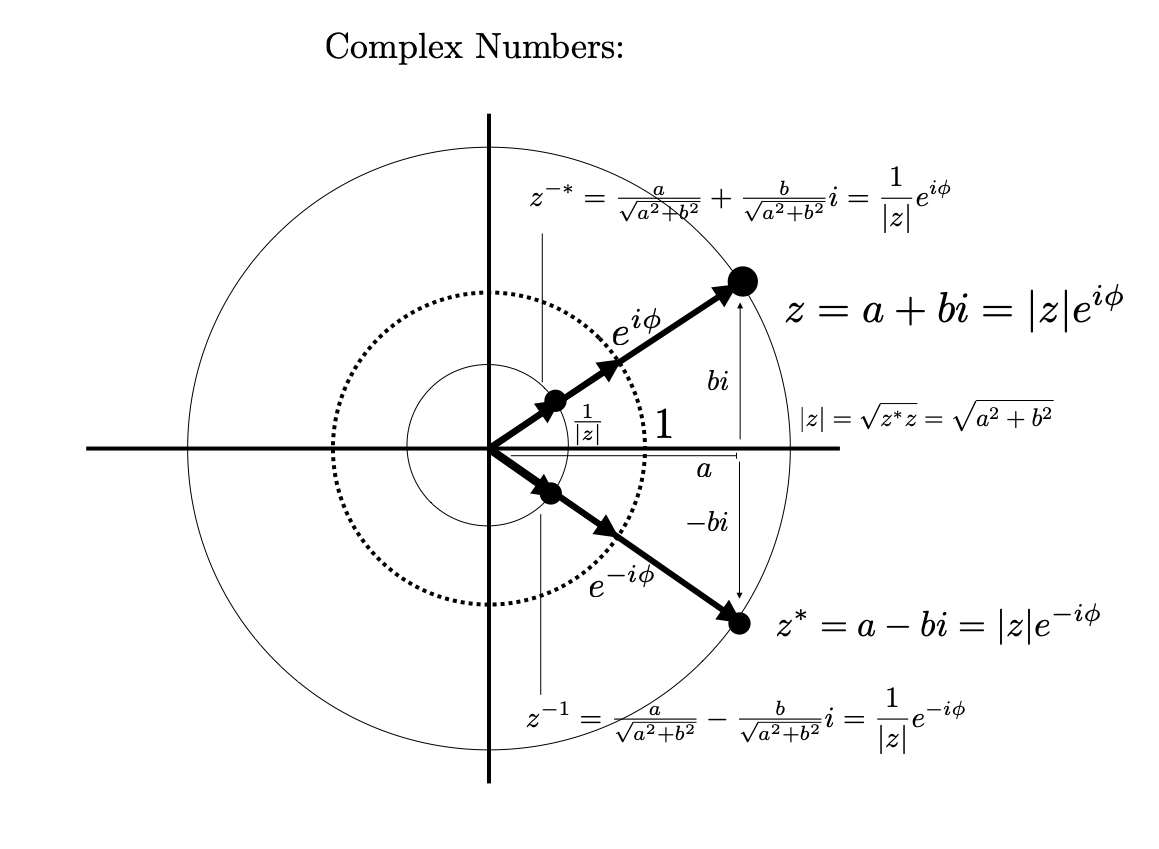 Complex Numbers:
$z^{-*} = \frac{a}{\sqrt{a^2+b^2}} + \frac{b}{\sqrt{a^2+b^2}}i = \frac{1}{|z|}e^{i\phi}$
$z = a + bi = |z|e^{i\phi}$
$e^{i\phi}$
$bi$
$\frac{1}{|z|}$
1
$|z| = \sqrt{z^*z} = \sqrt{a^2 + b^2}$
$a$
$-bi$
$e^{-i\phi}$
$z^* = a - bi = |z|e^{-i\phi}$
$z^{-1} = \frac{a}{\sqrt{a^2+b^2}} - \frac{b}{\sqrt{a^2+b^2}}i = \frac{1}{|z|}e^{-i\phi}$